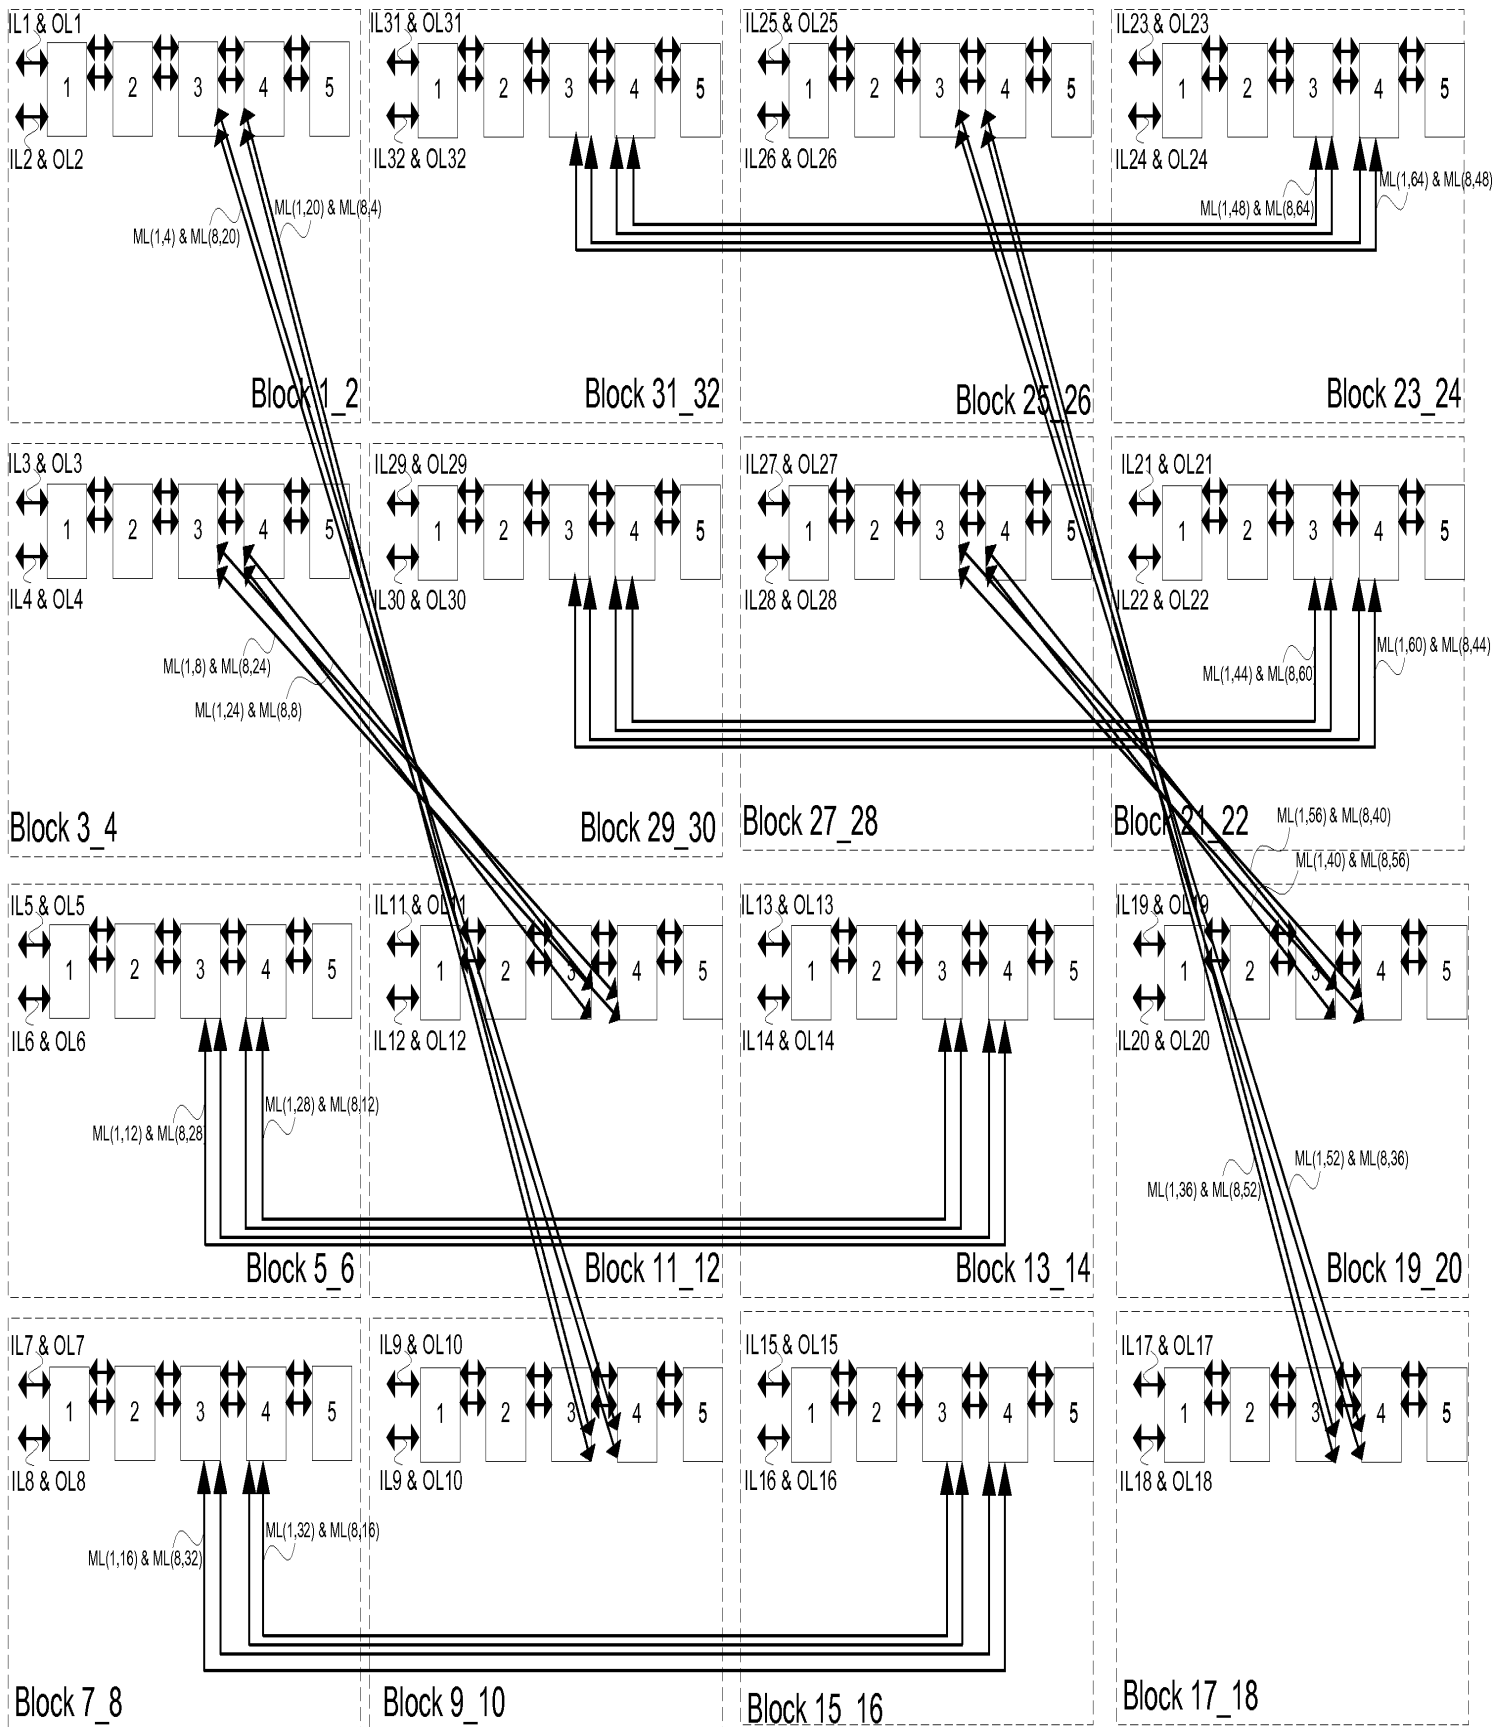 IL1 & OL1
1 2 3 4 5
IL2 & OL2
ML(1,20) & ML(8,4)
ML(1,4) & ML(8,20)
Block 1_2
IL31 & OL31
1 2 3 4 5
IL32 & OL32
Block 31_32
IL25 & OL25
1 2 3 4 5
IL26 & OL26
Block 25_26
IL23 & OL23
1 2 3 4 5
IL24 & OL24
ML(1,64) & ML(8,48)
ML(1,48) & ML(8,64)
Block 23_24
IL3 & OL3
1 2 3 4 5
IL4 & OL4
ML(1,8) & ML(8,24)
ML(1,24) & ML(8,8)
Block 3_4
IL29 & OL29
1 2 3 4 5
IL30 & OL30
Block 29_30
IL27 & OL27
1 2 3 4 5
IL28 & OL28
Block 27_28
IL21 & OL21
1 2 3 4 5
IL22 & OL22
ML(1,60) & ML(8,44)
ML(1,44) & ML(8,60)
Block 21_22
ML(1,56) & ML(8,40)
ML(1,40) & ML(8,56)
IL5 & OL5
1 2 3 4 5
IL6 & OL6
ML(1,28) & ML(8,12)
ML(1,12) & ML(8,28)
Block 5_6
IL11 & OL11
1 2 3 4 5
IL12 & OL12
Block 11_12
IL13 & OL13
1 2 3 4 5
IL14 & OL14
Block 13_14
IL19 & OL19
1 2 3 4 5
IL20 & OL20
ML(1,52) & ML(8,36)
ML(1,36) & ML(8,52)
Block 19_20
IL7 & OL7
1 2 3 4 5
IL8 & OL8
ML(1,32) & ML(8,16)
ML(1,16) & ML(8,32)
Block 7_8
IL9 & OL10
1 2 3 4 5
IL9 & OL10
Block 9_10
IL15 & OL15
1 2 3 4 5
IL16 & OL16
Block 15_16
IL17 & OL17
1 2 3 4 5
IL18 & OL18
Block 17_18